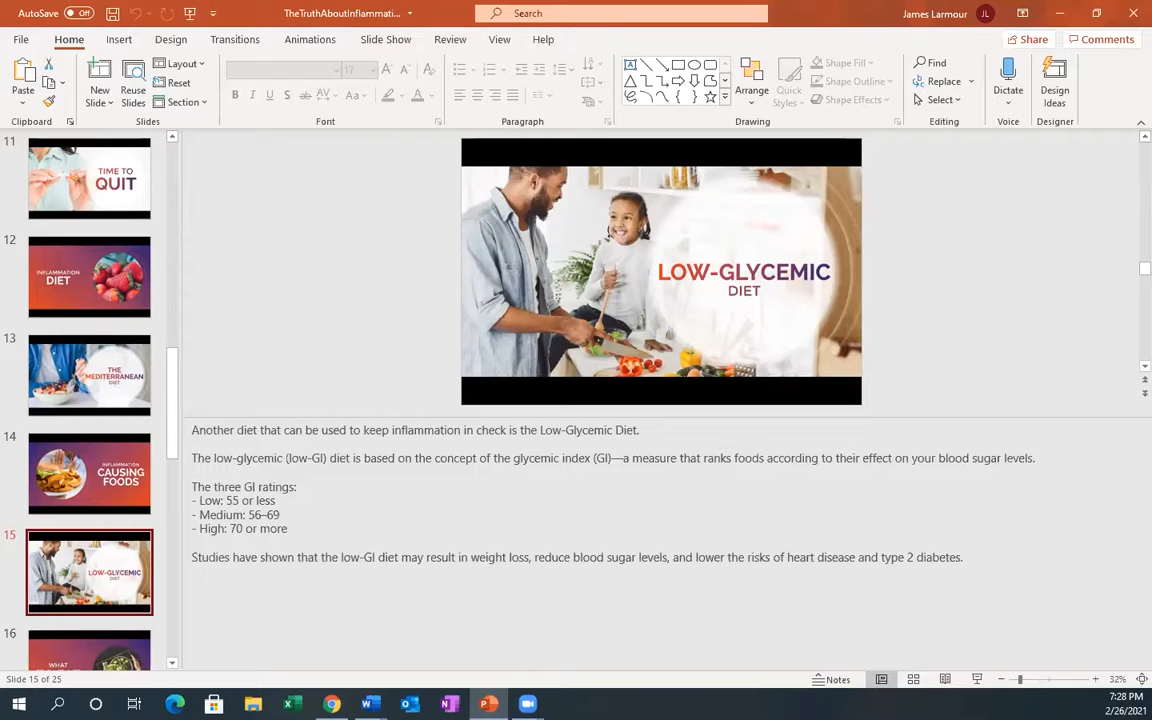 AutoSave Off TheTruthAboutInflammati... Search James Larmour JL
File Home Insert Design Transitions Animations Slide Show Review View Help Share Comments
Paste
Clipboard
New Slides
Reuse Slides
Layout
Reset
Section
Slides
17
Font
Paragraph
Arrange
Quick Styles
Shape Fill
Shape Outline
Shape Effects
Drawing
Find
Replace
Select
Editing
Dictate
Voice
Design Ideas
Designer
11
TIME TO
QUIT
12
INFLAMMATION
DIET
13
THE
MEDITERRANEAN
DIET
14
INFLAMMATION
CAUSING
FOODS
15
LOW-GLYCEMIC
DIET
16
WHAT
LOW-GLYCEMIC
DIET
Another diet that can be used to keep inflammation in check is the Low-Glycemic Diet.
The low-glycemic (low-GI) diet is based on the concept of the glycemic index (GI)—a measure that ranks foods according to their effect on your blood sugar levels.
The three GI ratings:
- Low: 55 or less
- Medium: 56–69
- High: 70 or more
Studies have shown that the low-GI diet may result in weight loss, reduce blood sugar levels, and lower the risks of heart disease and type 2 diabetes.
Slide 15 of 25 Notes 32%
7:28 PM
2/26/2021